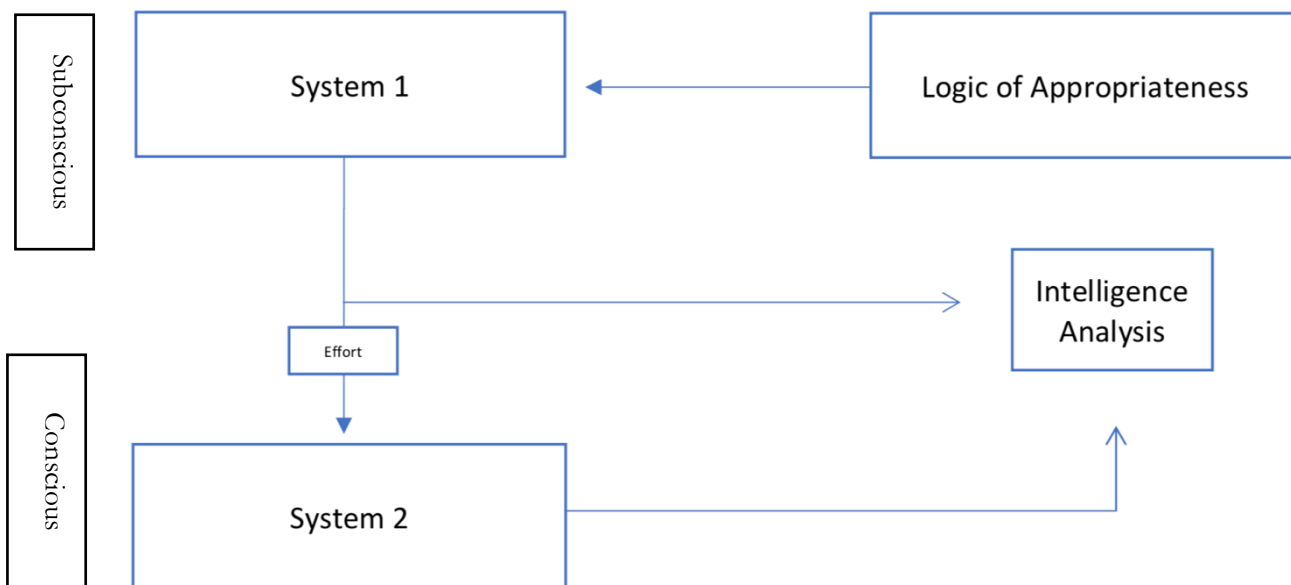 Subconscious
System 1
Logic of Appropriateness
Intelligence
Analysis
Effort
Conscious
System 2